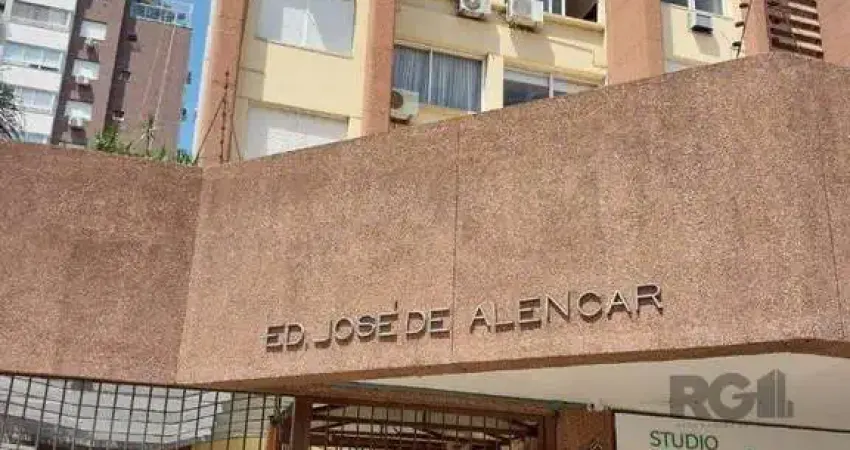 ED. JOSÉ DE ALENCAR
RGI
STUDIO